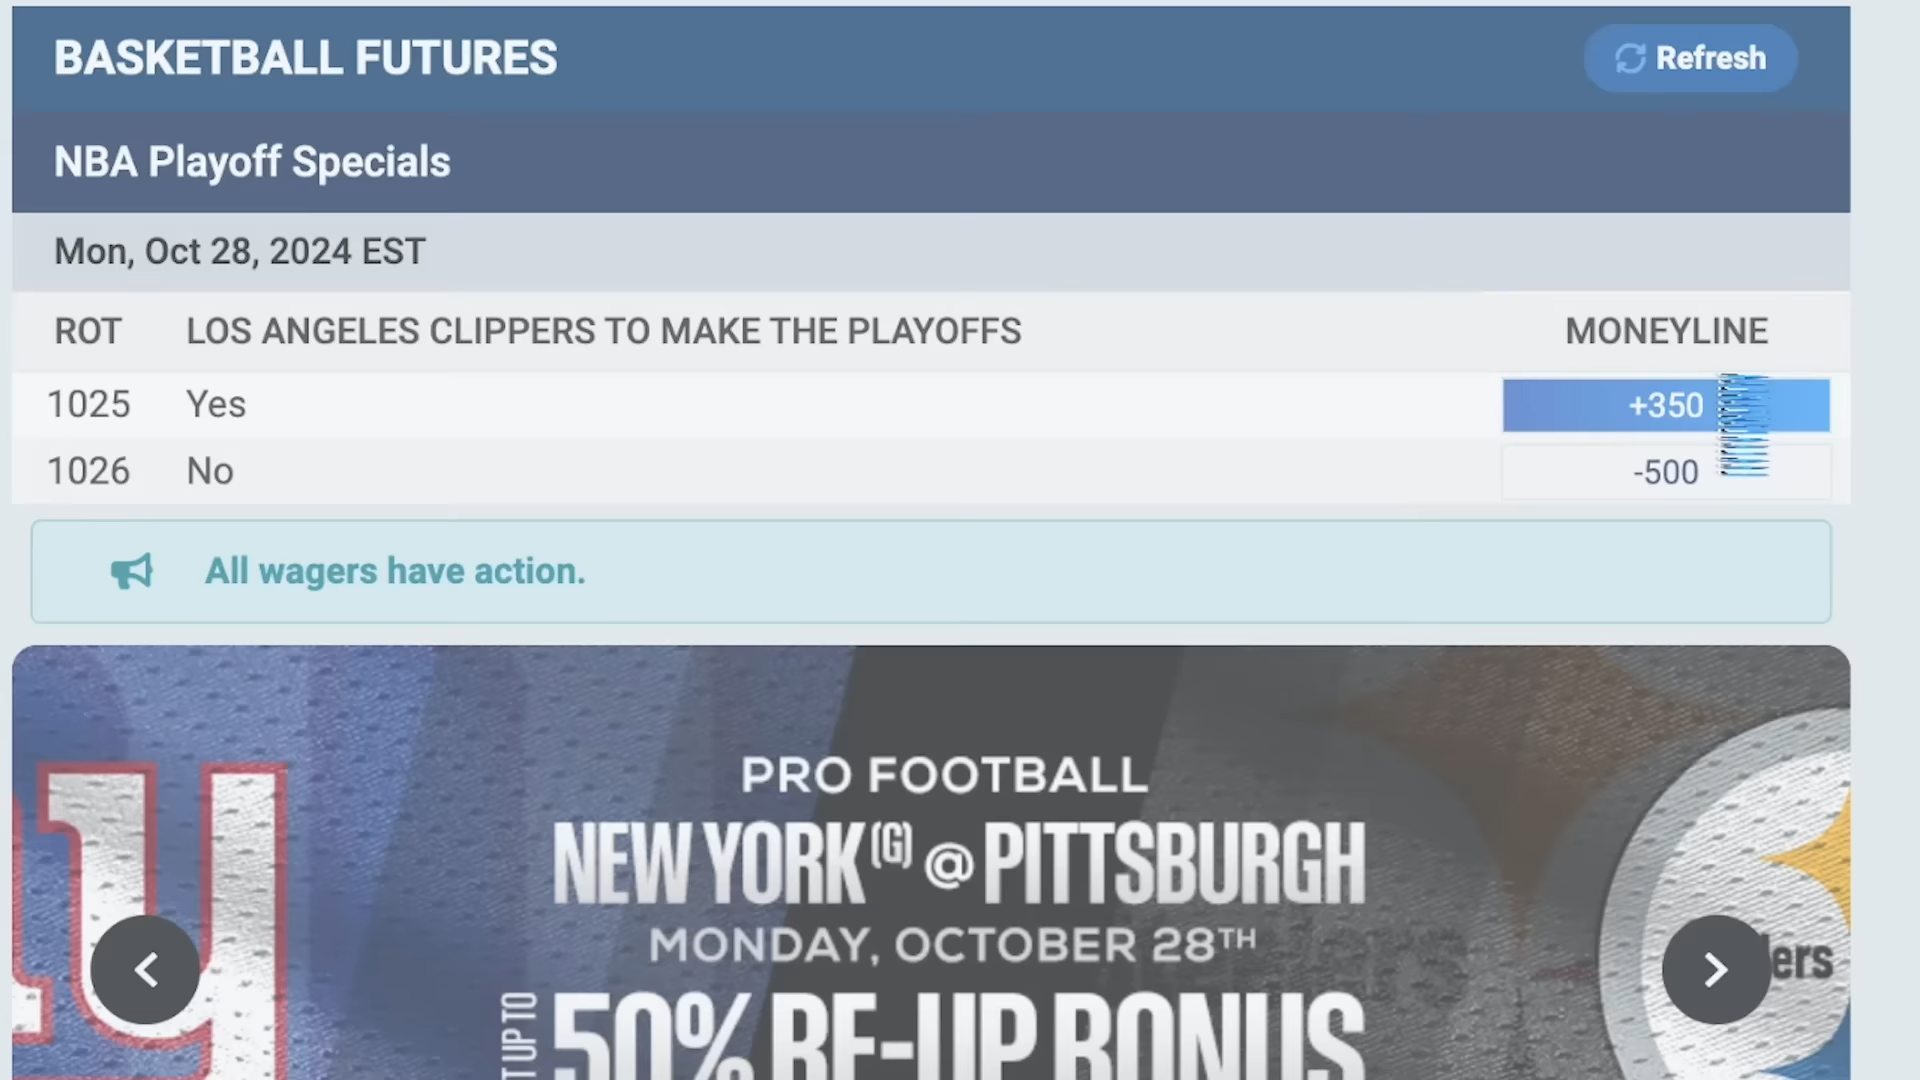 BASKETBALL FUTURES
Refresh
NBA Playoff Specials
Mon, Oct 28, 2024 EST
ROT LOS ANGELES CLIPPERS TO MAKE THE PLAYOFFS MONEYLINE
1025 Yes +350
1026 No -500
All wagers have action.
PRO FOOTBALL
NEW YORK (G) @ PITTSBURGH
MONDAY, OCTOBER 28TH
UP TO
50% RE-UP BONUS
ny
ers